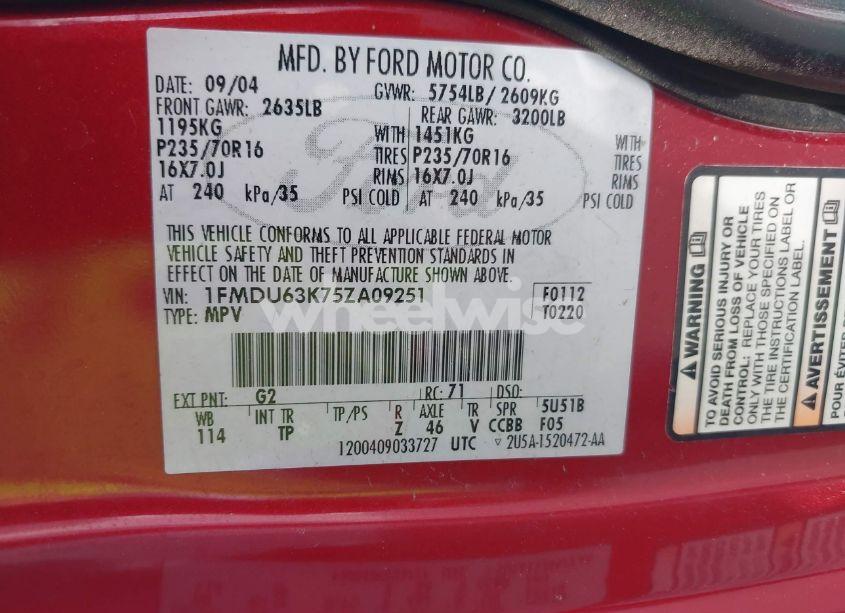 MFD. BY FORD MOTOR CO.
DATE: 09/04 GVWR: 5754LB/ 2609KG
FRONT GAWR: 2635LB REAR GAWR: 3200LB
1195KG WITH 1451KG WITH
P235/70R16 TIRES P235/70R16 TIRES
16X7.0J RIMS 16X7.0J RIMS
AT 240 kPa/35 PSI COLD AT 240 kPa/35 PSI COLD
Ford
THIS VEHICLE CONFORMS TO ALL APPLICABLE FEDERAL MOTOR
VEHICLE SAFETY AND THEFT PREVENTION STANDARDS IN
EFFECT ON THE DATE OF MANUFACTURE SHOWN ABOVE.
VIN: 1FMDU63K75ZA09251 F0112
TYPE: MPV T0220
wheelwise
EXT PNT: G2 RC: 71 DSO:
WB INT TR TP/PS R AXLE TR SPR 5U51B
114 TP Z 46 V CCBB F05
1200409033727 UTC ▽ 2U5A-1520472-AA
WARNING
TO AVOID SERIOUS INJURY OR
DEATH FROM LOSS OF VEHICLE
CONTROL: REPLACE YOUR TIRES
ONLY WITH THOSE SPECIFIED ON
THE TIRE INSTRUCTIONS LABEL OR
THE CERTIFICATION LABEL.
AVERTISSEMENT
POUR ÉVITER